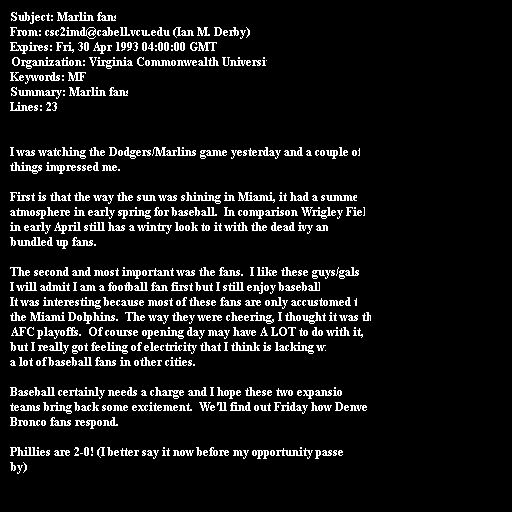 Subject: Marlin fans
From: csc2imd@cabell.vcu.edu (Ian M. Derby)
Expires: Fri, 30 Apr 1993 04:00:00 GMT
Organization: Virginia Commonwealth Universi
Keywords: MF
Summary: Marlin fans
Lines: 23
I was watching the Dodgers/Marlins game yesterday and a couple of
things impressed me.
First is that the way the sun was shining in Miami, it had a summe
atmosphere in early spring for baseball. In comparison Wrigley Fiel
in early April still has a wintry look to it with the dead ivy an
bundled up fans.
The second and most important was the fans. I like these guys/gals
I will admit I am a football fan first but I still enjoy baseball
It was interesting because most of these fans are only accustomed t
the Miami Dolphins. The way they were cheering, I thought it was th
AFC playoffs. Of course opening day may have A LOT to do with it,
but I really got feeling of electricity that I think is lacking w
a lot of baseball fans in other cities.
Baseball certainly needs a charge and I hope these two expansio
teams bring back some excitement. We'll find out Friday how Denve
Bronco fans respond.
Phillies are 2-0! (I better say it now before my opportunity passe
by)